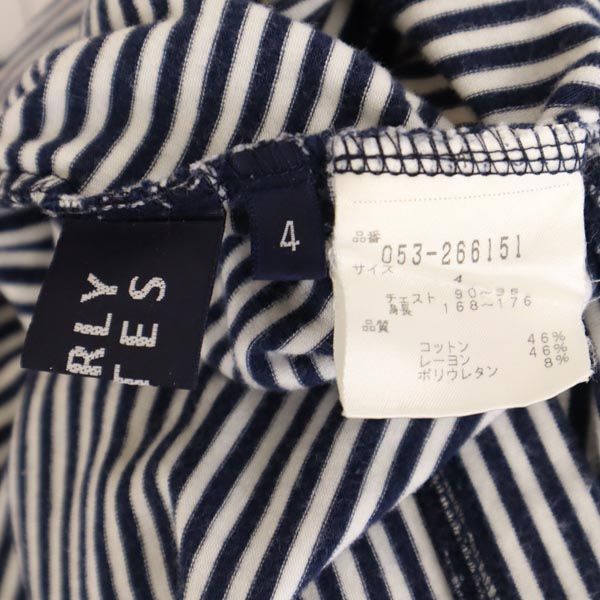 RLY
TES
4
品番
053-266151
サイズ
4
チェスト 90~98
身長 168~176
品質
コットン 46%
レーヨン 46%
ポリウレタン 8%